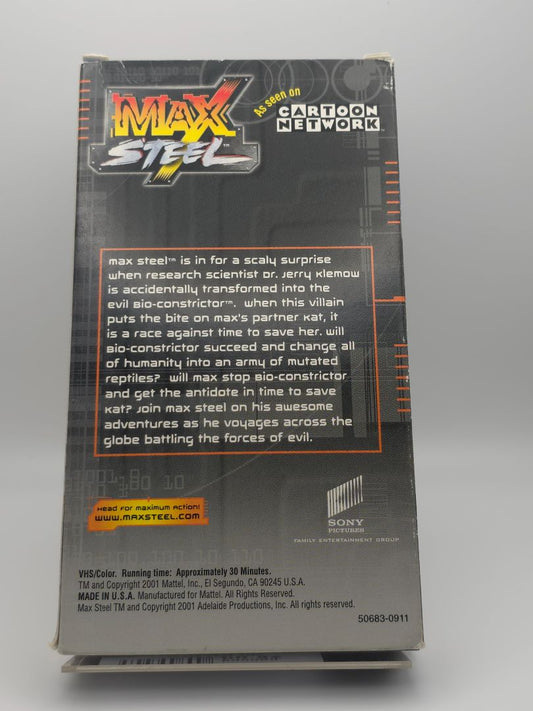 MAX
STEEL™
As seen on
CARTOON
NETWORK™
max steel™ is in for a scaly surprise
when research scientist Dr. Jerry Klemow
is accidentally transformed into the
evil Bio-constrictor™. when this villain
puts the bite on max's partner Kat, it
is a race against time to save her. will
Bio-constrictor succeed and change all
of humanity into an army of mutated
reptiles? will max stop Bio-constrictor
and get the antidote in time to save
Kat? Join max steel on his awesome
adventures as he voyages across the
globe battling the forces of evil.
Head for maximum action!
www.maxsteel.com
SONY
PICTURES
FAMILY ENTERTAINMENT GROUP
VHS/Color. Running time: Approximately 30 Minutes.
TM and Copyright 2001 Mattel, Inc., El Segundo, CA 90245 U.S.A.
MADE IN U.S.A. Manufactured for Mattel. All Rights Reserved.
Max Steel TM and Copyright 2001 Adelaide Productions, Inc. All rights reserved.
50683-0911